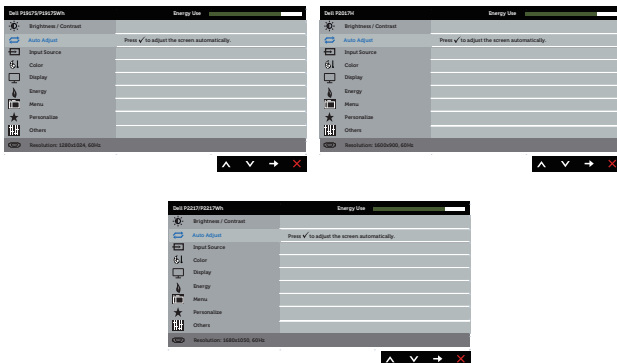 Dell P1917S/P1917SWh Energy Use
Brightness / Contrast
Auto Adjust Press ✓ to adjust the screen automatically.
Input Source
Color
Display
Energy
Menu
Personalize
Others
Resolution: 1280x1024, 60Hz
Dell P2017H Energy Use
Brightness / Contrast
Auto Adjust Press ✓ to adjust the screen automatically.
Input Source
Color
Display
Energy
Menu
Personalize
Others
Resolution: 1600x900, 60Hz
Dell P2217/P2217Wh Energy Use
Brightness / Contrast
Auto Adjust Press ✓ to adjust the screen automatically.
Input Source
Color
Display
Energy
Menu
Personalize
Others
Resolution: 1680x1050, 60Hz